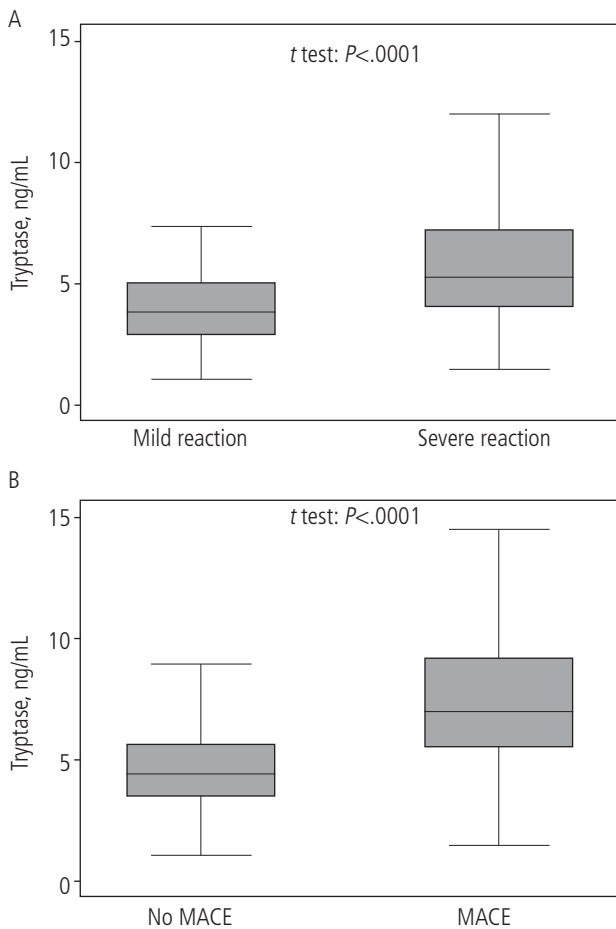 A
t test: P<.0001
Tryptase, ng/mL
15
10
5
0
Mild reaction Severe reaction
B
t test: P<.0001
Tryptase, ng/mL
15
10
5
0
No MACE MACE